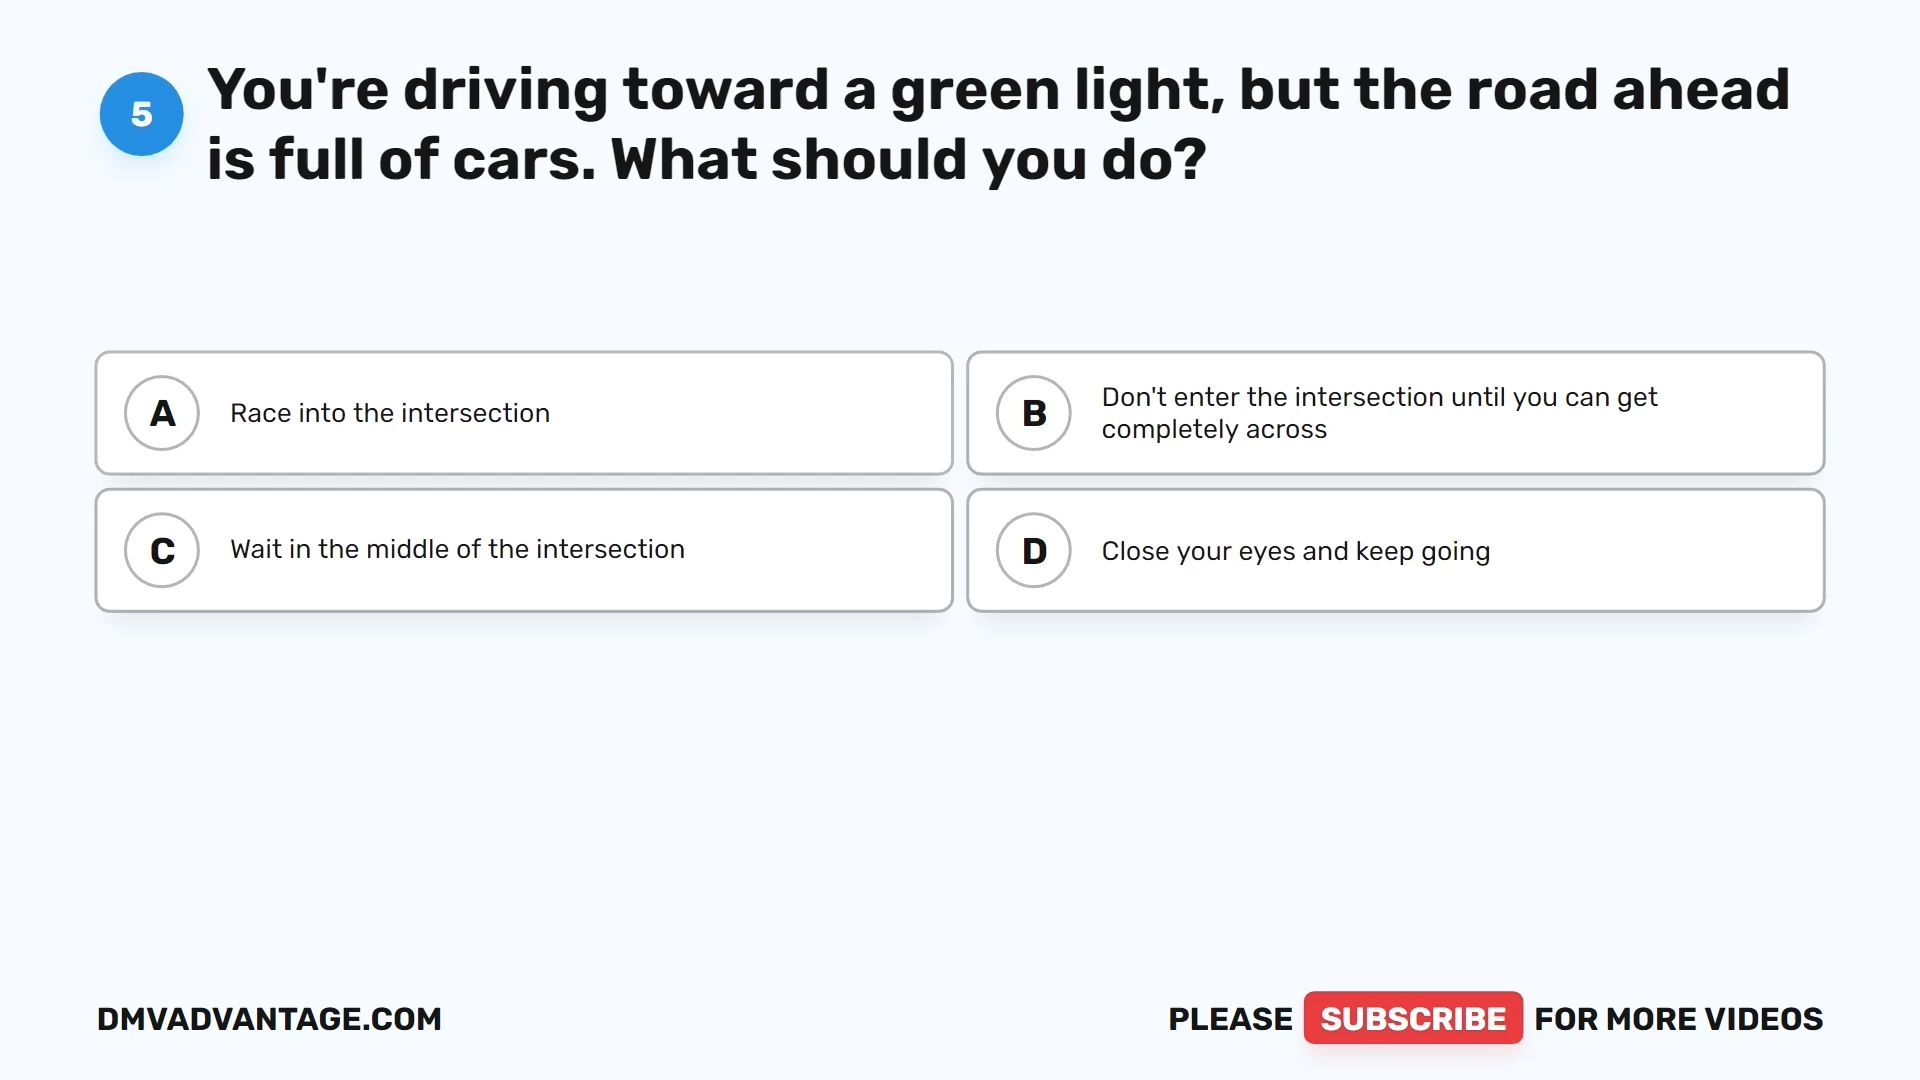 5
You're driving toward a green light, but the road ahead
is full of cars. What should you do?
A
Race into the intersection
B
Don't enter the intersection until you can get
completely across
C
Wait in the middle of the intersection
D
Close your eyes and keep going
DMVADVANTAGE.COM
PLEASE SUBSCRIBE FOR MORE VIDEOS